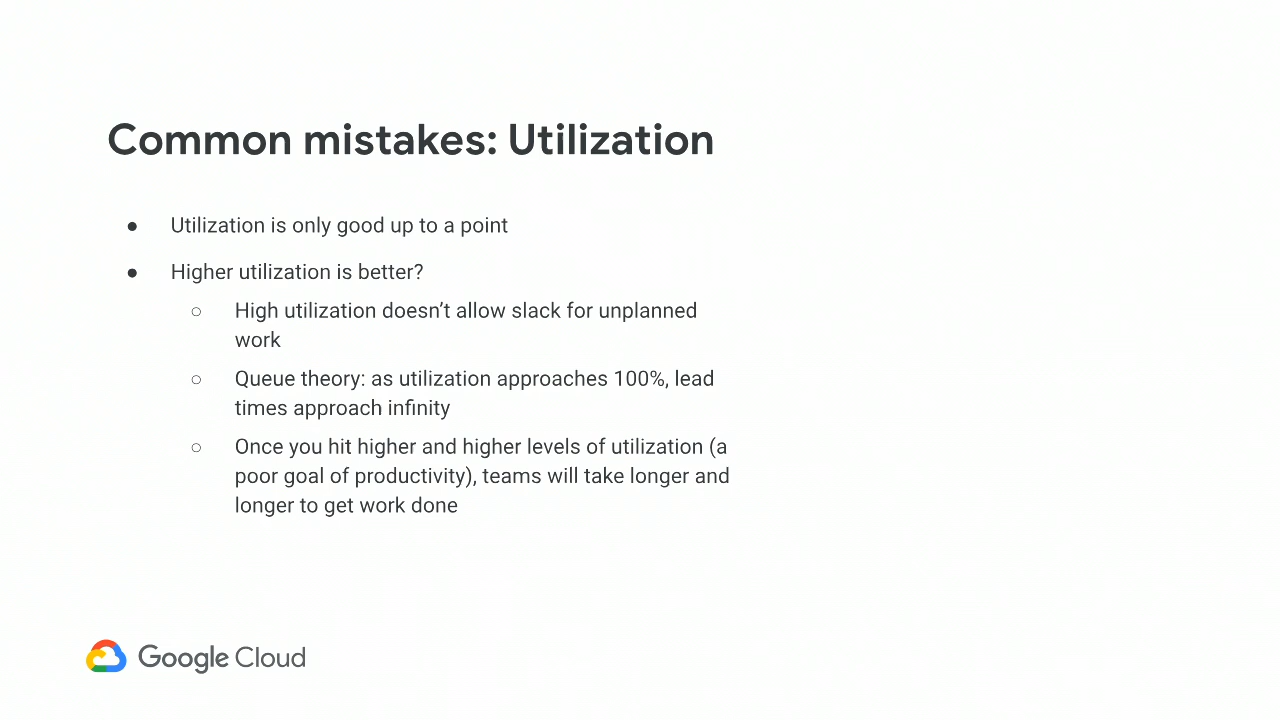 Common mistakes: Utilization
● Utilization is only good up to a point
● Higher utilization is better?
○ High utilization doesn’t allow slack for unplanned
work
○ Queue theory: as utilization approaches 100%, lead
times approach infinity
○ Once you hit higher and higher levels of utilization (a
poor goal of productivity), teams will take longer and
longer to get work done
Google Cloud